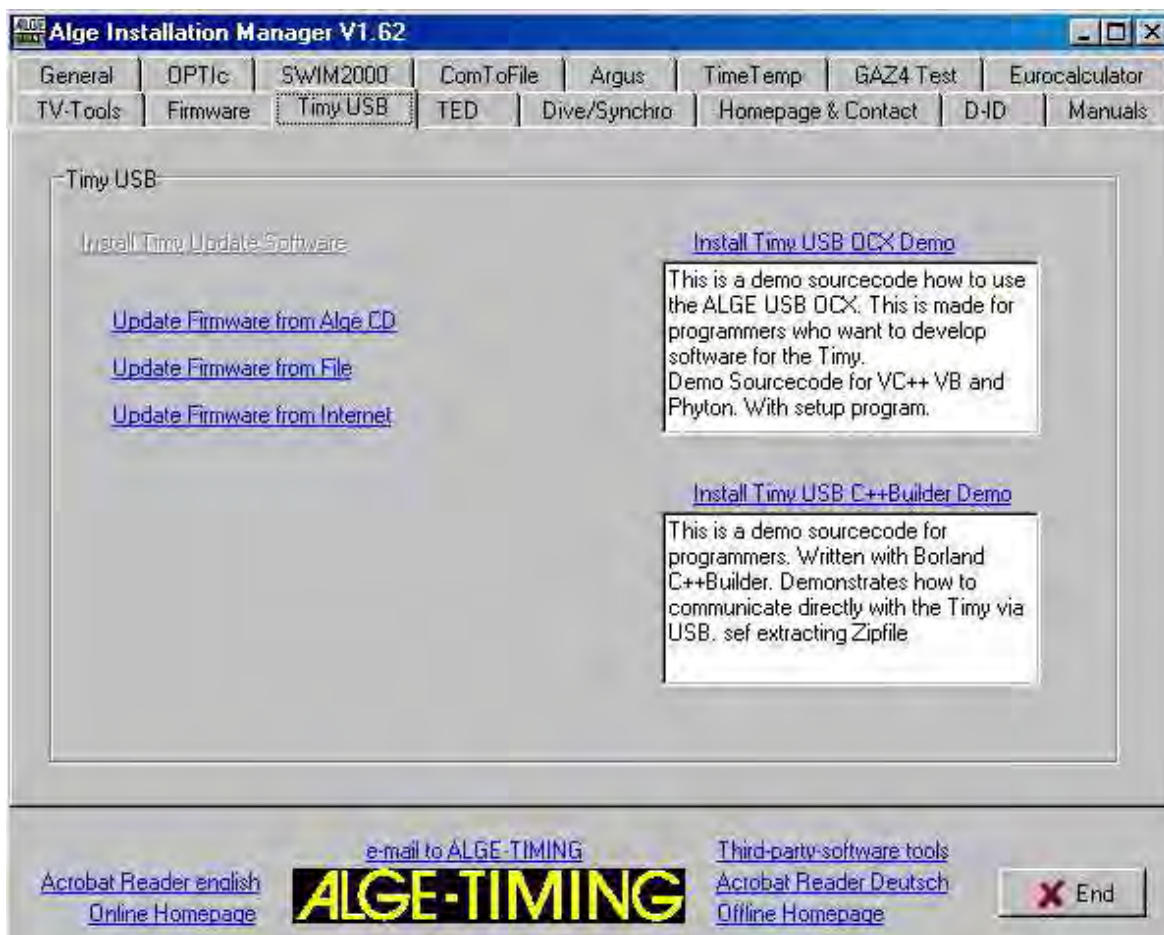 Alge Installation Manager V1.62
General OPTIc SWIM2000 ComToFile Argus TimeTemp GAZ4 Test Eurocalculator
TV-Tools Firmware Timy USB TED Dive/Synchro Homepage & Contact D-ID Manuals
Timy USB
Install Timy Update Software
Update Firmware from Alge CD
Update Firmware from File
Update Firmware from Internet
Install Timy USB OCX Demo
This is a demo sourcecode how to use
the ALGE USB OCX. This is made for
programmers who want to develop
software for the Timy.
Demo Sourcecode for VC++ VB and
Phyton. With setup program.
Install Timy USB C++Builder Demo
This is a demo sourcecode for
programmers. Written with Borland
C++Builder. Demonstrates how to
communicate directly with the Timy via
USB. sef extracting Zipfile
Acrobat Reader english
Online Homepage
e-mail to ALGE-TIMING
ALGE-TIMING
Third-party-software tools
Acrobat Reader Deutsch
Offline Homepage
End